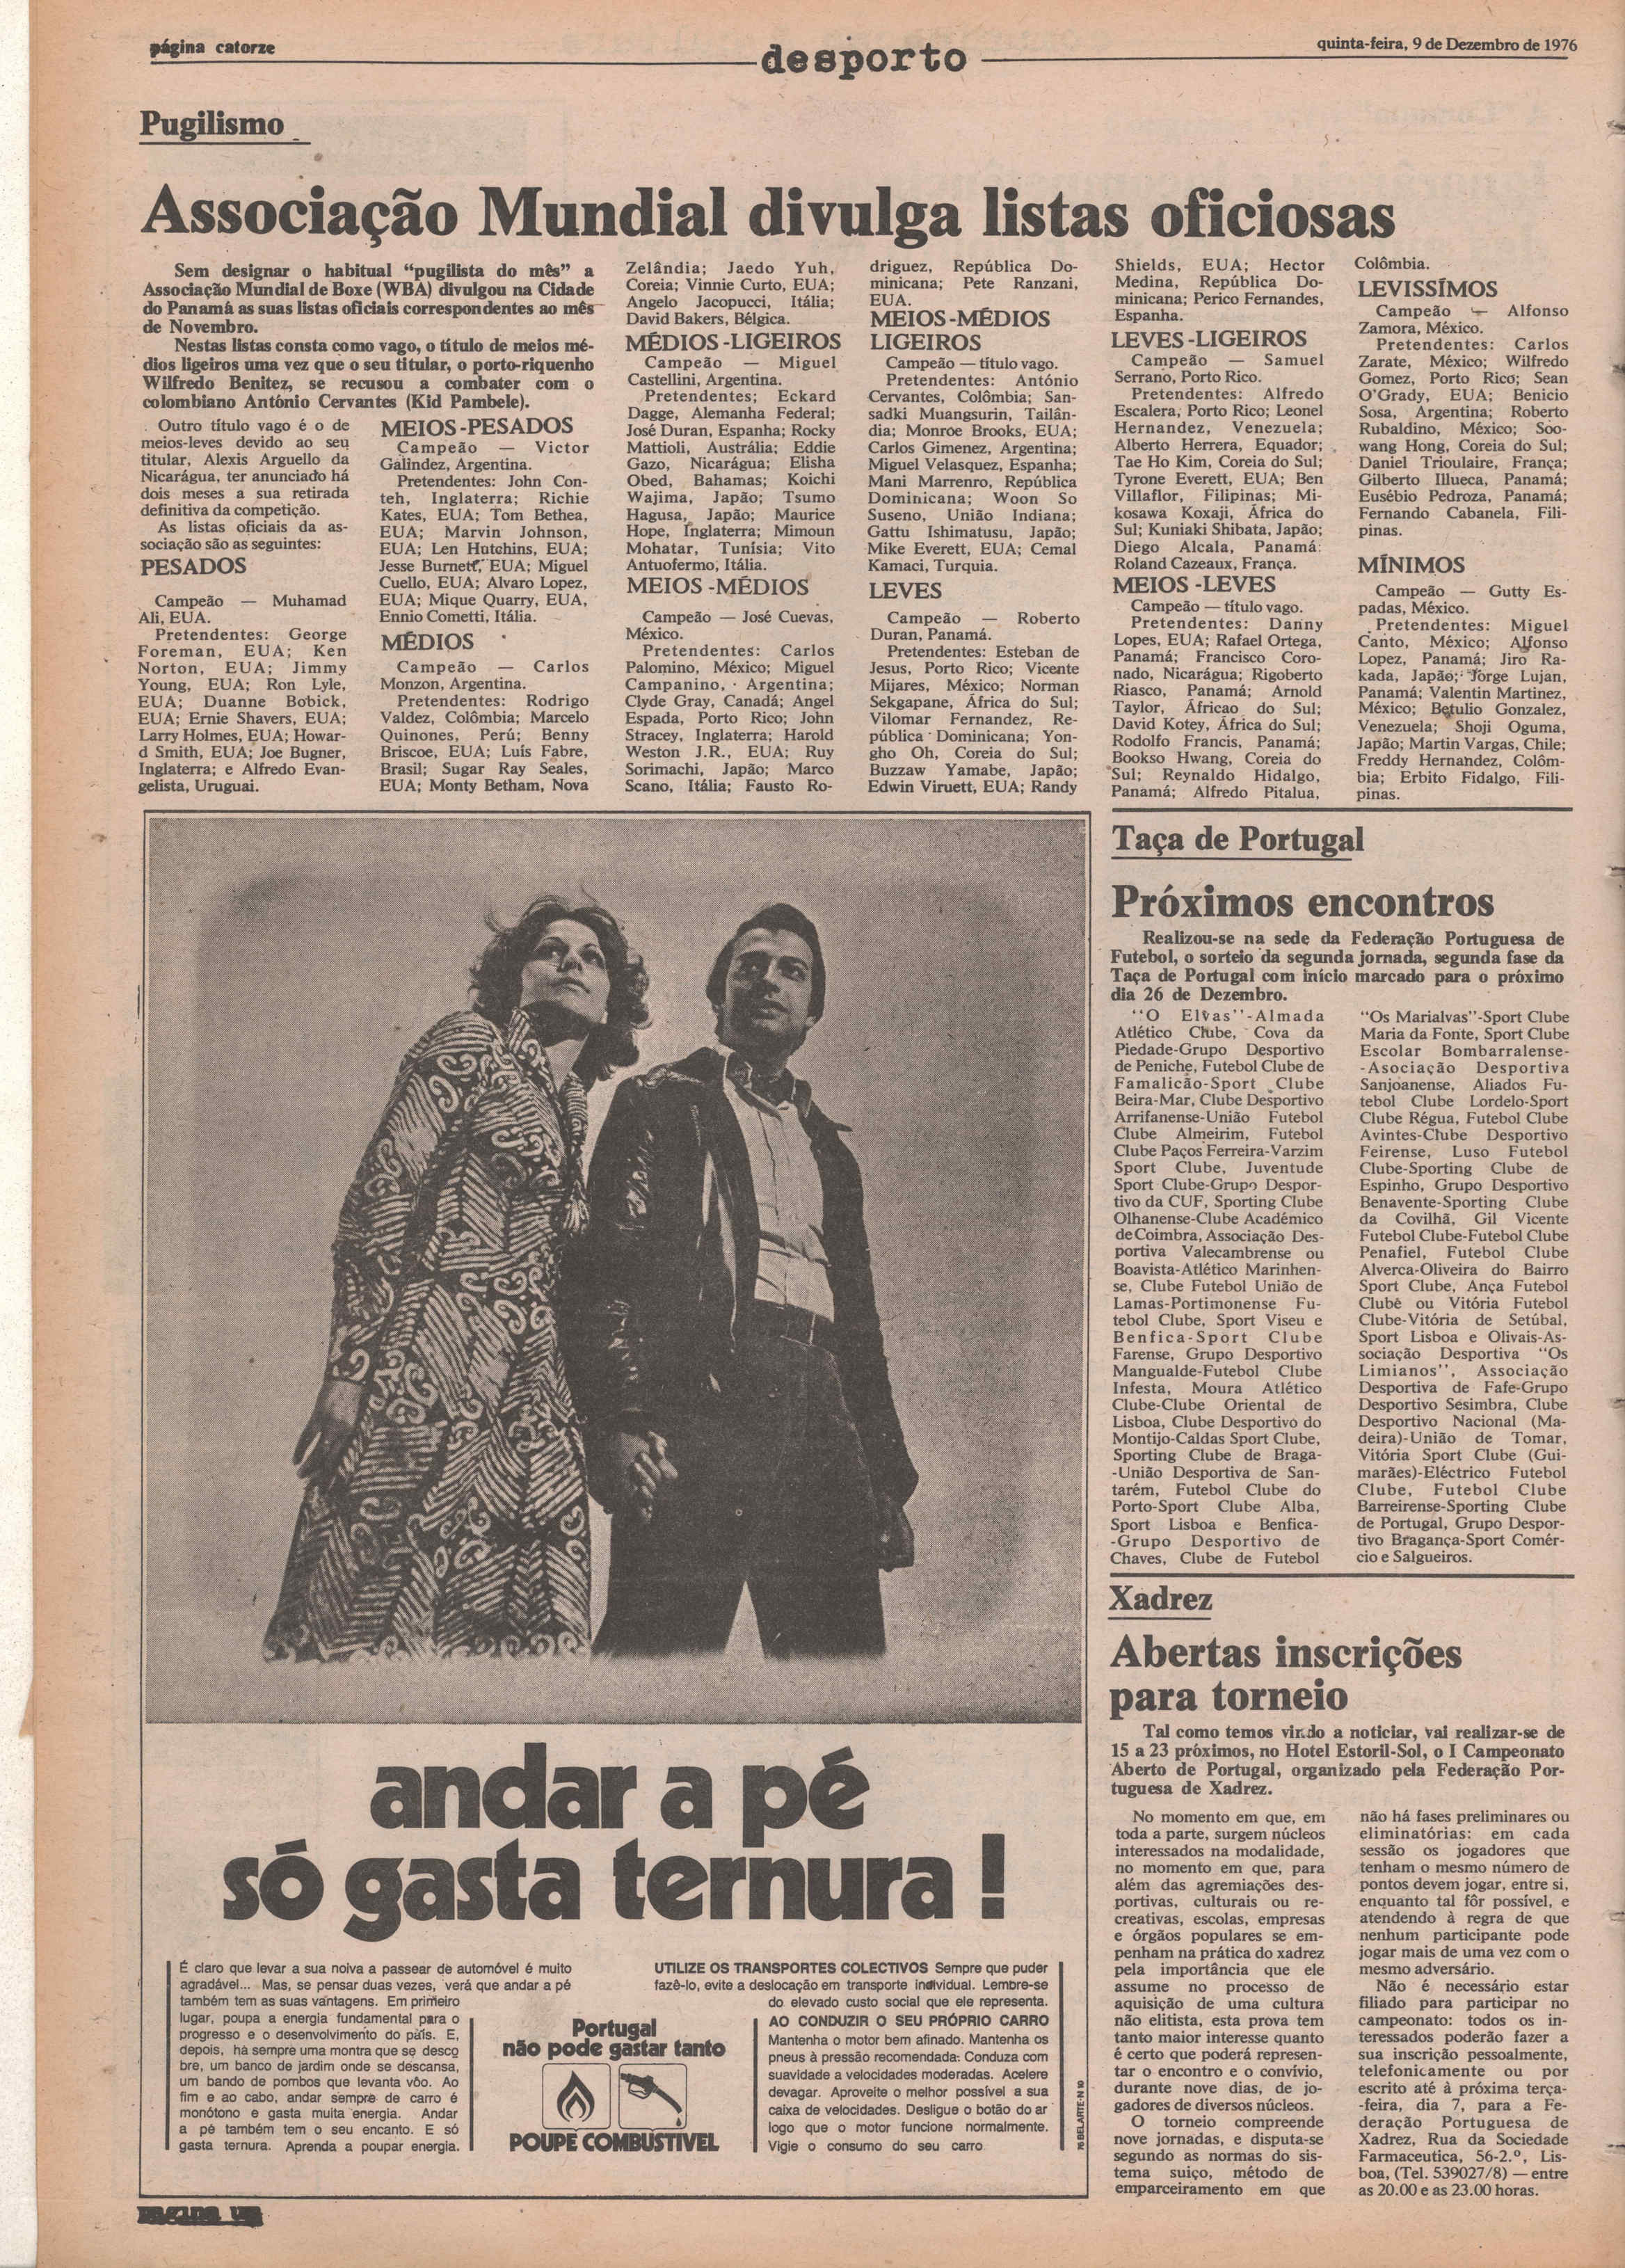 página catorze
desporto
quinta-feira, 9 de Dezembro de 1976
Pugilismo
Associação Mundial divulga listas oficiosas
Sem designar o habitual "pugilista do mês" a
Associação Mundial de Boxe (WBA) divulgou na Cidade
do Panamá as suas listas oficiais correspondentes ao mês
de Novembro.
Nestas listas consta como vago, o título de meios mé-
dios ligeiros uma vez que o seu titular, o porto-riquenho
Wilfredo Benitez, se recusou a combater com o
colombiano António Cervantes (Kid Pambele).
Outro título vago é o de
meios-leves devido ao seu
titular, Alexis Arguello da
Nicarágua, ter anunciado há
dois meses a sua retirada
definitiva da competição.
As listas oficiais da as-
sociação são as seguintes:
PESADOS
Campeão — Muhamad
Ali, EUA.
Pretendentes: George
Foreman, EUA; Ken
Norton, EUA; Jimmy
Young, EUA; Ron Lyle,
EUA; Duanne Bobick,
EUA; Ernie Shavers, EUA;
Larry Holmes, EUA; Howar-
d Smith, EUA; Joe Bugner,
Inglaterra; e Alfredo Evan-
gelista, Uruguai.
MEIOS-PESADOS
Campeão — Victor
Galindez, Argentina.
Pretendentes: John Con-
teh, Inglaterra; Richie
Kates, EUA; Tom Bethea,
EUA; Marvin Johnson,
EUA; Len Hutchins, EUA;
Jesse Burnett, EUA; Miguel
Cuello, EUA; Alvaro Lopez,
EUA; Mique Quarry, EUA,
Ennio Cometti, Itália.
MÉDIOS
Campeão — Carlos
Monzon, Argentina.
Pretendentes: Rodrigo
Valdez, Colômbia; Marcelo
Quinones, Perú; Benny
Briscoe, EUA; Luís Fabre,
Brasil; Sugar Ray Seales,
EUA; Monty Betham, Nova
Zelândia; Jaedo Yuh,
Coreia; Vinnie Curto, EUA;
Angelo Jacopucci, Itália;
David Bakers, Bélgica.
MÉDIOS-LIGEIROS
Campeão — Miguel
Castellini, Argentina.
Pretendentes; Eckard
Dagge, Alemanha Federal;
José Duran, Espanha; Rocky
Mattioli, Austrália; Eddie
Gazo, Nicarágua; Elisha
Obed, Bahamas; Koichi
Wajima, Japão; Tsumo
Hagusa, Japão; Maurice
Hope, Inglaterra; Mimoun
Mohatar, Tunísia; Vito
Antuofermo, Itália.
MEIOS-MÉDIOS
Campeão — José Cuevas,
México.
Pretendentes: Carlos
Palomino, México; Miguel
Campanino, Argentina;
Clyde Gray, Canadá; Angel
Espada, Porto Rico; John
Stracey, Inglaterra; Harold
Weston J.R., EUA; Ruy
Sorimachi, Japão; Marco
Scano, Itália; Fausto Ro-
driguez, República Do-
minicana; Pete Ranzani,
EUA.
MEIOS-MÉDIOS
LIGEIROS
Campeão — título vago.
Pretendentes: António
Cervantes, Colômbia; San-
sadki Muangsurin, Tailân-
dia; Monroe Brooks, EUA;
Carlos Gimenez, Argentina;
Miguel Velasquez, Espanha;
Mani Marrenro, República
Dominicana; Woon So
Suseno, União Indiana;
Gattu Ishimatusu, Japão;
Mike Everett, EUA; Cemal
Kamaci, Turquia.
LEVES
Campeão — Roberto
Duran, Panamá.
Pretendentes: Esteban de
Jesus, Porto Rico; Vicente
Mijares, México; Norman
Sekgapane, África do Sul;
Vilomar Fernandez, Re-
pública Dominicana; Yon-
gho Oh, Coreia do Sul;
Buzzaw Yamabe, Japão;
Edwin Viruett, EUA; Randy
Shields, EUA; Hector
Medina, República Do-
minicana; Perico Fernandes,
Espanha.
LEVES-LIGEIROS
Campeão — Samuel
Serrano, Porto Rico.
Pretendentes: Alfredo
Escalera, Porto Rico; Leonel
Hernandez, Venezuela;
Alberto Herrera, Equador;
Tae Ho Kim, Coreia do Sul;
Tyrone Everett, EUA; Ben
Villaflor, Filipinas; Mi-
kosawa Koxaji, África do
Sul; Kuniaki Shibata, Japão;
Diego Alcala, Panamá:
Roland Cazeaux, França.
MEIOS-LEVES
Campeão — título vago.
Pretendentes: Danny
Lopes, EUA; Rafael Ortega,
Panamá; Francisco Coro-
nado, Nicarágua; Rigoberto
Riasco, Panamá; Arnold
Taylor, Áfricao do Sul;
David Kotey, África do Sul;
Rodolfo Francis, Panamá;
Bookso Hwang, Coreia do
Sul; Reynaldo Hidalgo,
Panamá; Alfredo Pitalua,
Colômbia.
LEVISSÍMOS
Campeão — Alfonso
Zamora, México.
Pretendentes: Carlos
Zarate, México; Wilfredo
Gomez, Porto Rico; Sean
O'Grady, EUA; Benicio
Sosa, Argentina; Roberto
Rubaldino, México; Soo-
wang Hong, Coreia do Sul;
Daniel Trioulaire, França;
Gilberto Illueca, Panamá;
Eusébio Pedroza, Panamá;
Fernando Cabanela, Fili-
pinas.
MÍNIMOS
Campeão — Gutty Es-
padas, México.
Pretendentes: Miguel
Canto, México; Alfonso
Lopez, Panamá; Jiro Ra-
kada, Japão; Jorge Lujan,
Panamá; Valentin Martinez,
México; Betulio Gonzalez,
Venezuela; Shoji Oguma,
Japão; Martin Vargas, Chile;
Freddy Hernandez, Colôm-
bia; Erbito Fidalgo, Fili-
pinas.
Taça de Portugal
Próximos encontros
Realizou-se na sede da Federação Portuguesa de
Futebol, o sorteio da segunda jornada, segunda fase da
Taça de Portugal com início marcado para o próximo
dia 26 de Dezembro.
"O Elvas"-Almada
Atlético Clube, Cova da
Piedade-Grupo Desportivo
de Peniche, Futebol Clube de
Famalicão-Sport Clube
Beira-Mar, Clube Desportivo
Arrifanense-União Futebol
Clube Almeirim, Futebol
Clube Paços Ferreira-Varzim
Sport Clube, Juventude
Sport Clube-Grupo Despor-
tivo da CUF, Sporting Clube
Olhanense-Clube Académico
de Coimbra, Associação Des-
portiva Valecambrense ou
Boavista-Atlético Marinhen-
se, Clube Futebol União de
Lamas-Portimonense Fu-
tebol Clube, Sport Viseu e
Benfica-Sport Clube
Farense, Grupo Desportivo
Mangualde-Futebol Clube
Infesta, Moura Atlético
Clube-Clube Oriental de
Lisboa, Clube Desportivo do
Montijo-Caldas Sport Clube,
Sporting Clube de Braga-
-União Desportiva de San-
tarém, Futebol Clube do
Porto-Sport Clube Alba,
Sport Lisboa e Benfica-
-Grupo Desportivo de
Chaves, Clube de Futebol
"Os Marialvas"-Sport Clube
Maria da Fonte, Sport Clube
Escolar Bombarralense-
-Asociação Desportiva
Sanjoanense, Aliados Fu-
tebol Clube Lordelo-Sport
Clube Régua, Futebol Clube
Avintes-Clube Desportivo
Feirense, Luso Futebol
Clube-Sporting Clube de
Espinho, Grupo Desportivo
Benavente-Sporting Clube
da Covilhã, Gil Vicente
Futebol Clube-Futebol Clube
Penafiel, Futebol Clube
Alverca-Oliveira do Bairro
Sport Clube, Ança Futebol
Clube ou Vitória Futebol
Clube-Vitória de Setúbal,
Sport Lisboa e Olivais-As-
sociação Desportiva "Os
Limianos", Associação
Desportiva de Fafe-Grupo
Desportivo Sesimbra, Clube
Desportivo Nacional (Ma-
deira)-União de Tomar,
Vitória Sport Clube (Gui-
marães)-Eléctrico Futebol
Clube, Futebol Clube
Barreirense-Sporting Clube
de Portugal, Grupo Despor-
tivo Bragança-Sport Comér-
cio e Salgueiros.
Xadrez
Abertas inscrições
para torneio
Tal como temos vindo a noticiar, vai realizar-se de
15 a 23 próximos, no Hotel Estoril-Sol, o I Campeonato
Aberto de Portugal, organizado pela Federação Por-
tuguesa de Xadrez.
No momento em que, em
toda a parte, surgem núcleos
interessados na modalidade,
no momento em que, para
além das agremiações des-
portivas, culturais ou re-
creativas, escolas, empresas
e órgãos populares se em-
penham na prática do xadrez
pela importância que ele
assume no processo de
aquisição de uma cultura
não elitista, esta prova tem
tanto maior interesse quanto
é certo que poderá represen-
tar o encontro e o convívio,
durante nove dias, de jo-
gadores de diversos núcleos.
O torneio compreende
nove jornadas, e disputa-se
segundo as normas do sis-
tema suiço, método de
emparceiramento em que
não há fases preliminares ou
eliminatórias: em cada
sessão os jogadores que
tenham o mesmo número de
pontos devem jogar, entre si,
enquanto tal fôr possível, e
atendendo à regra de que
nenhum participante pode
jogar mais de uma vez com o
mesmo adversário.
Não é necessário estar
filiado para participar no
campeonato: todos os in-
teressados poderão fazer a
sua inscrição pessoalmente,
telefonicamente ou por
escrito até à próxima terça-
-feira, dia 7, para a Fe-
deração Portuguesa de
Xadrez, Rua da Sociedade
Farmaceutica, 56-2.º, Lis-
boa, (Tel. 539027/8) — entre
as 20.00 e as 23.00 horas.
andar a pé
só gasta ternura!
É claro que levar a sua noiva a passear de automóvel é muito
agradável... Mas, se pensar duas vezes, verá que andar a pé
também tem as suas vantagens. Em primeiro
lugar, poupa a energia fundamental para o
progresso e o desenvolvimento do país. E,
depois, há sempre uma montra que se desco
bre, um banco de jardim onde se descansa,
um bando de pombos que levanta vôo. Ao
fim e ao cabo, andar sempre de carro é
monótono e gasta muita energia. Andar
a pé também tem o seu encanto. E só
gasta ternura. Aprenda a poupar energia.
Portugal
não pode gastar tanto
POUPE COMBUSTIVEL
UTILIZE OS TRANSPORTES COLECTIVOS Sempre que puder
fazê-lo, evite a deslocação em transporte individual. Lembre-se
do elevado custo social que ele representa.
AO CONDUZIR O SEU PRÓPRIO CARRO
Mantenha o motor bem afinado. Mantenha os
pneus à pressão recomendada. Conduza com
suavidade a velocidades moderadas. Acelere
devagar. Aproveite o melhor possível a sua
caixa de velocidades. Desligue o botão do ar
logo que o motor funcione normalmente.
Vigie o consumo do seu carro
76 BELARTE-N 10